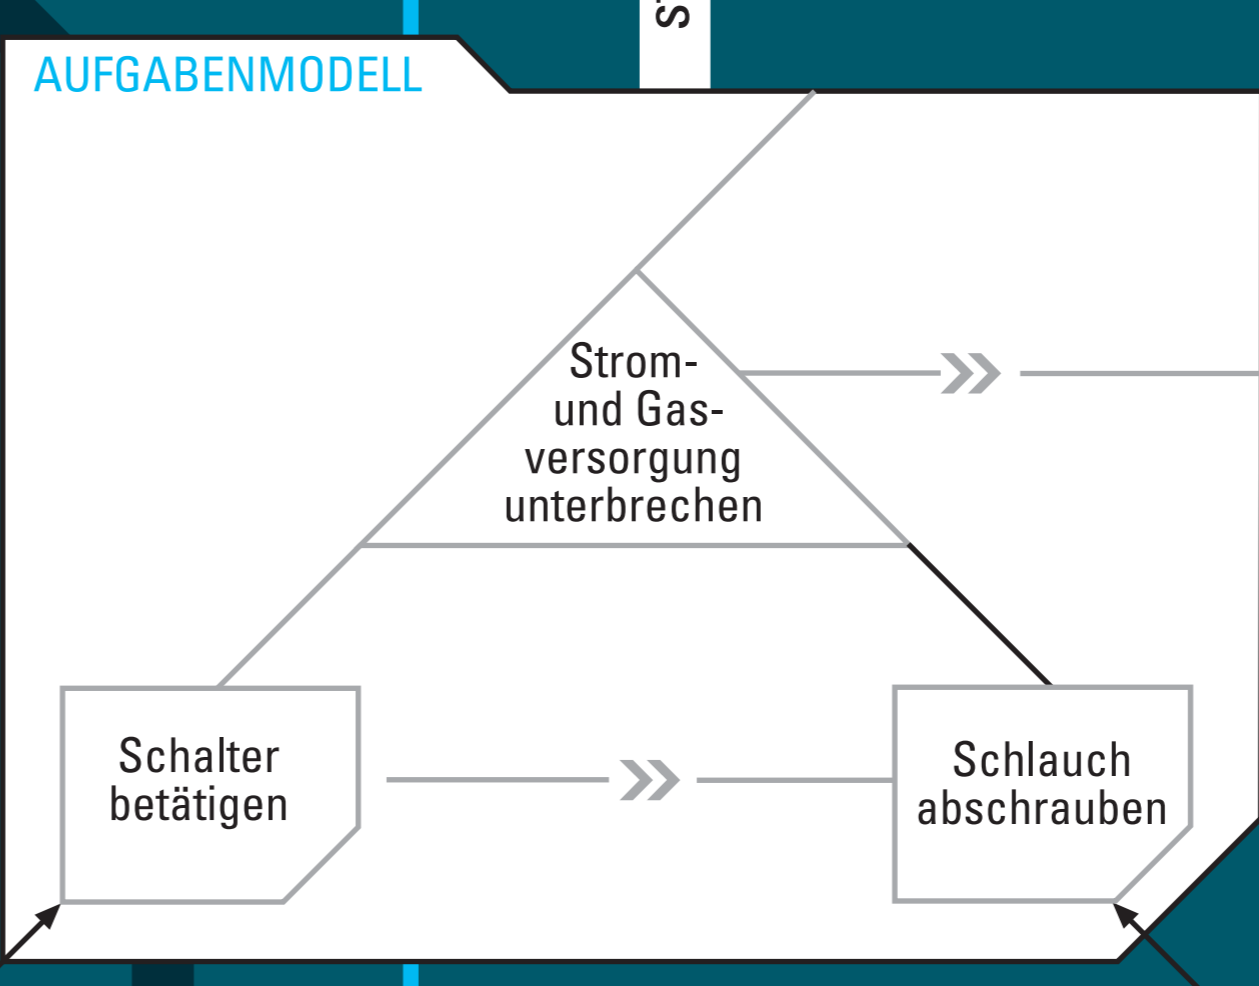 AUFGABENMODELL
Strom-
und Gas-
versorgung
unterbrechen
Schalter
betätigen
Schlauch
abschrauben